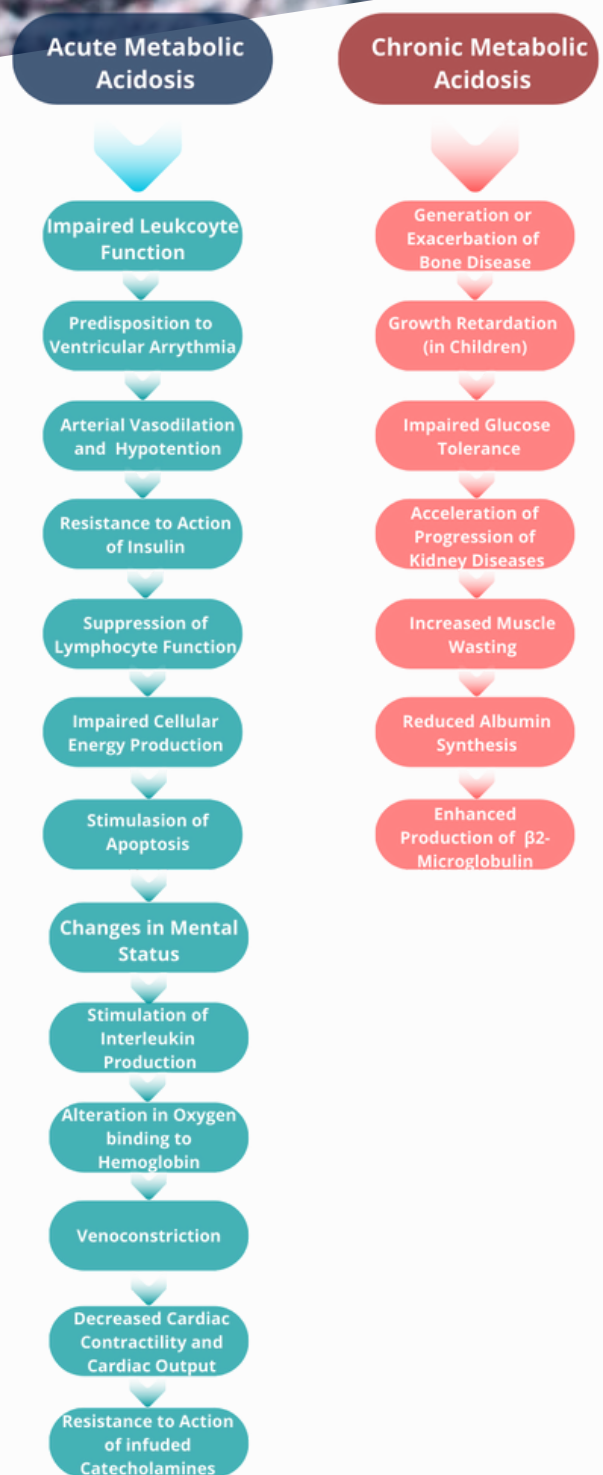 Acute Metabolic
Acidosis
Impaired Leukcoyte
Function
Predisposition to
Ventricular Arrythmia
Arterial Vasodilation
and Hypotention
Resistance to Action
of Insulin
Suppression of
Lymphocyte Function
Impaired Cellular
Energy Production
Stimulasion of
Apoptosis
Changes in Mental
Status
Stimulation of
Interleukin
Production
Alteration in Oxygen
binding to
Hemoglobin
Venoconstriction
Decreased Cardiac
Contractility and
Cardiac Output
Resistance to Action
of infuded
Catecholamines
Chronic Metabolic
Acidosis
Generation or
Exacerbation of
Bone Disease
Growth Retardation
(in Children)
Impaired Glucose
Tolerance
Acceleration of
Progression of
Kidney Diseases
Increased Muscle
Wasting
Reduced Albumin
Synthesis
Enhanced
Production of β2-
Microglobulin